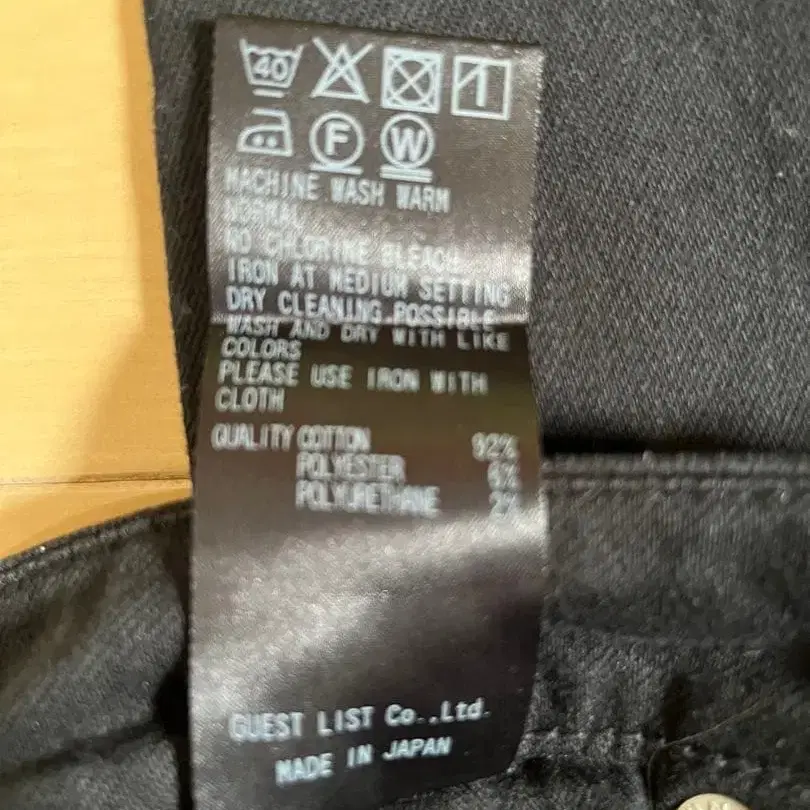 40
F W
MACHINE WASH WARM
NORMAL
NO CHLORINE BLEACH
IRON AT MEDIUM SETTING
DRY CLEANING POSSIBLE
WASH AND DRY WITH LIKE
COLORS
PLEASE USE IRON WITH
CLOTH
QUALITY COTTON 92%
POLYESTER 6%
POLYURETHANE 2%
GUEST LIST Co.,Ltd.
MADE IN JAPAN